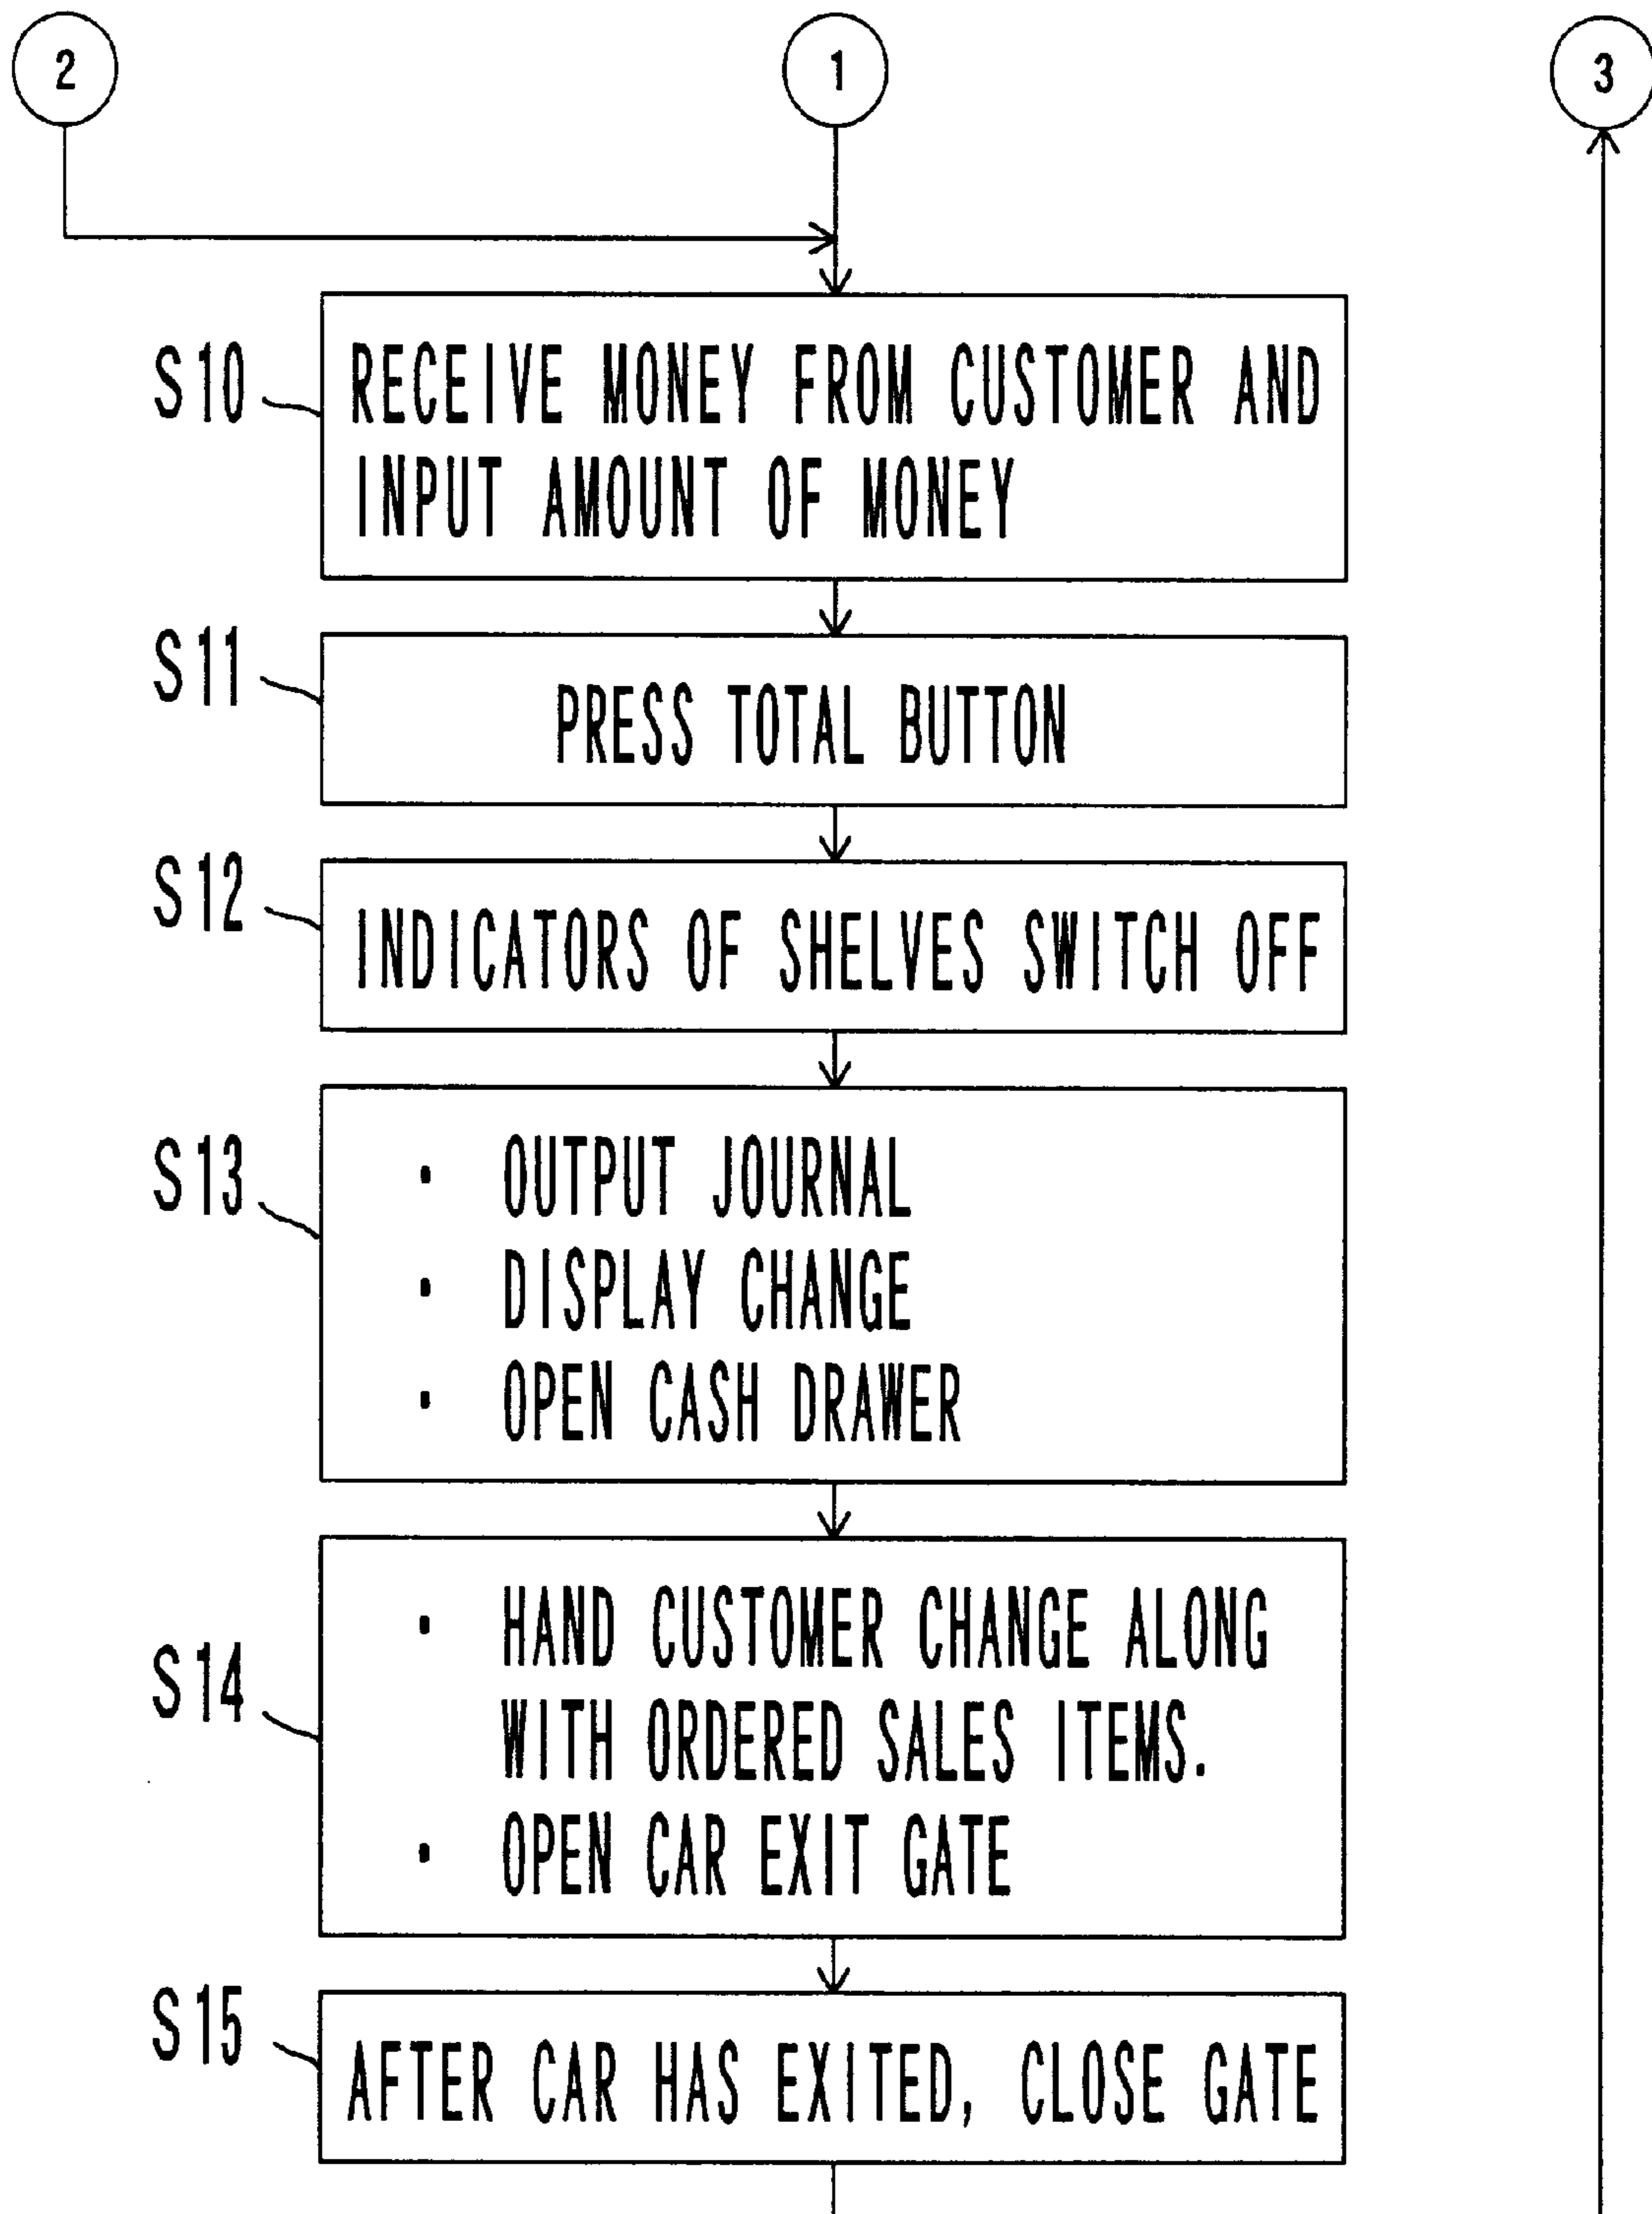 2
1
3
S10
RECEIVE MONEY FROM CUSTOMER AND
INPUT AMOUNT OF MONEY
S11
PRESS TOTAL BUTTON
S12
INDICATORS OF SHELVES SWITCH OFF
S13
· OUTPUT JOURNAL
· DISPLAY CHANGE
· OPEN CASH DRAWER
S14
· HAND CUSTOMER CHANGE ALONG
WITH ORDERED SALES ITEMS.
· OPEN CAR EXIT GATE
S15
AFTER CAR HAS EXITED, CLOSE GATE